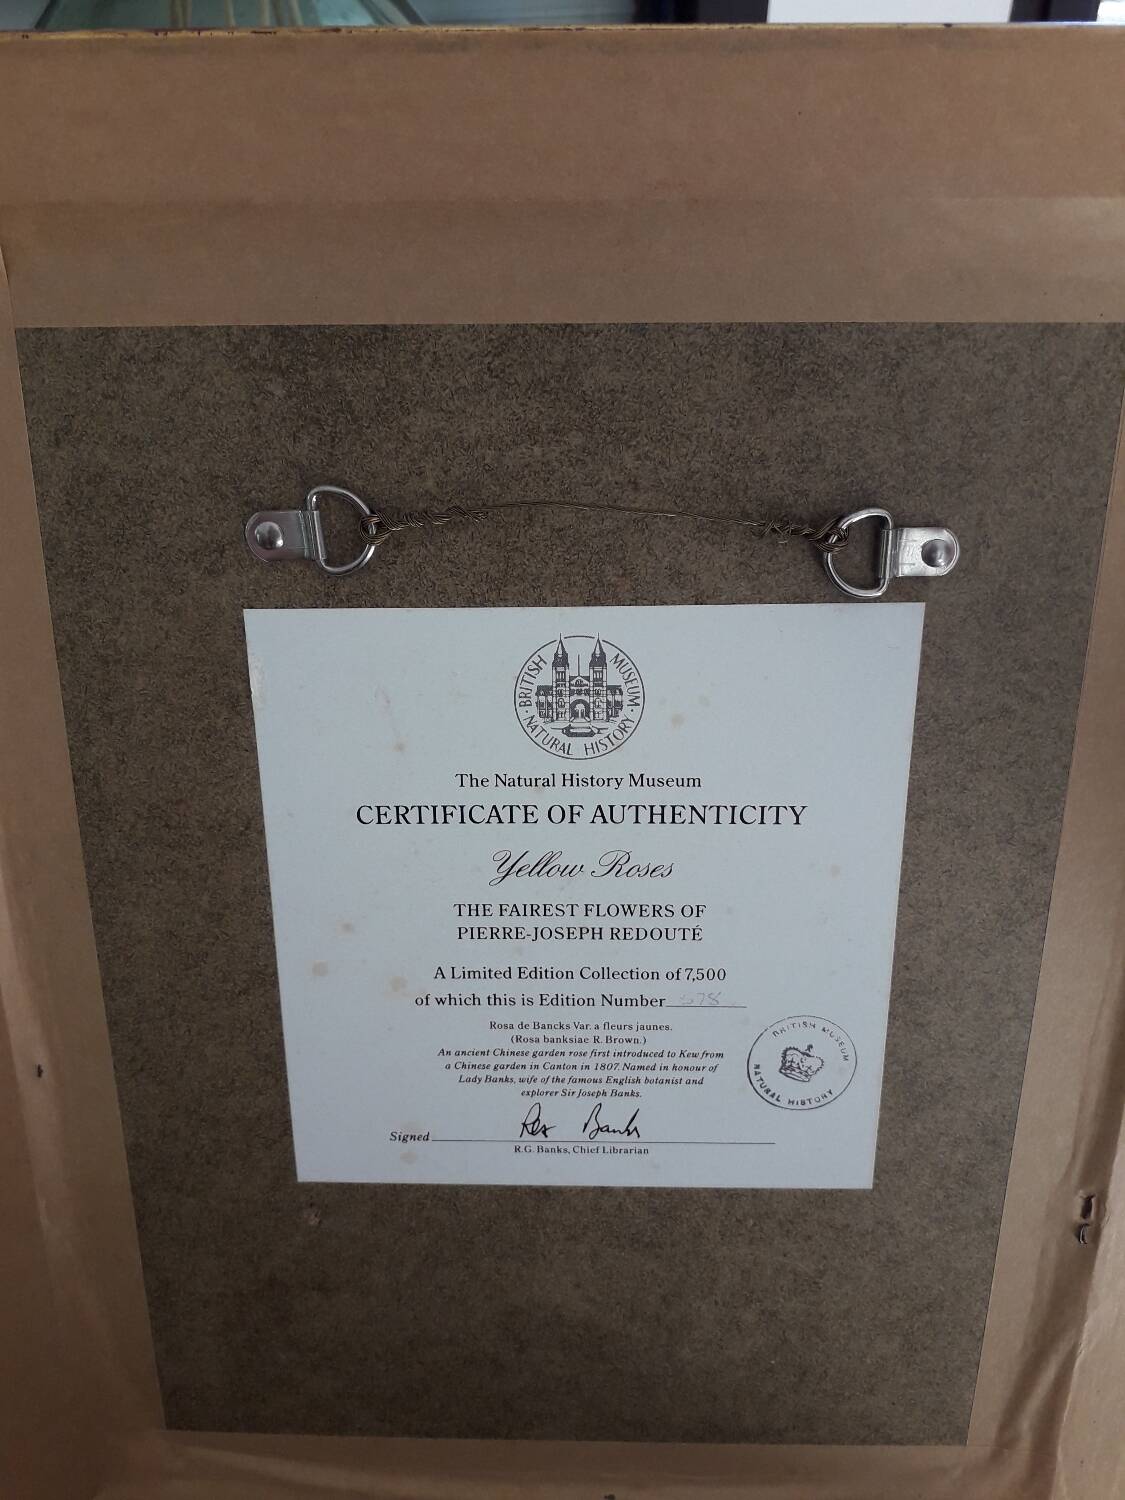 BRITISH MUSEUM
· NATURAL HISTORY ·
The Natural History Museum
CERTIFICATE OF AUTHENTICITY
Yellow Roses
THE FAIREST FLOWERS OF
PIERRE-JOSEPH REDOUTÉ
A Limited Edition Collection of 7,500
of which this is Edition Number 578
Rosa de Bancks Var. a fleurs jaunes.
(Rosa banksiae R. Brown.)
An ancient Chinese garden rose first introduced to Kew from
a Chinese garden in Canton in 1807. Named in honour of
Lady Banks, wife of the famous English botanist and
explorer Sir Joseph Banks.
BRITISH MUSEUM
NATURAL HISTORY
Rex Banks
Signed
R.G. Banks, Chief Librarian